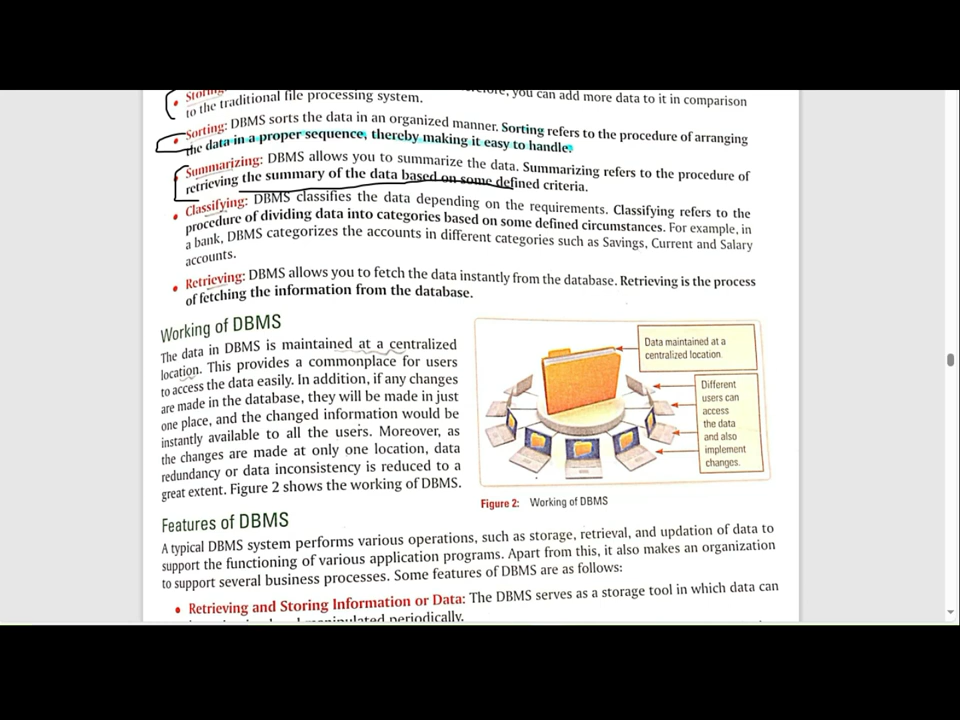 Storing:
, you can add more data to it in comparison
to the traditional file processing system.
• Sorting: DBMS sorts the data in an organized manner. Sorting refers to the procedure of arranging
the data in a proper sequence, thereby making it easy to handle.
• Summarizing: DBMS allows you to summarize the data. Summarizing refers to the procedure of
retrieving the summary of the data based on some defined criteria.
• Classifying: DBMS classifies the data depending on the requirements. Classifying refers to the
procedure of dividing data into categories based on some defined circumstances. For example, in
a bank, DBMS categorizes the accounts in different categories such as Savings, Current and Salary
accounts.
• Retrieving: DBMS allows you to fetch the data instantly from the database. Retrieving is the process
of fetching the information from the database.
Working of DBMS
The data in DBMS is maintained at a centralized
location. This provides a commonplace for users
to access the data easily. In addition, if any changes
are made in the database, they will be made in just
one place, and the changed information would be
instantly available to all the users. Moreover, as
the changes are made at only one location, data
redundancy or data inconsistency is reduced to a
great extent. Figure 2 shows the working of DBMS.
Data maintained at a
centralized location.
Different
users can
access
the data
and also
implement
changes.
Figure 2: Working of DBMS
Features of DBMS
A typical DBMS system performs various operations, such as storage, retrieval, and updation of data to
support the functioning of various application programs. Apart from this, it also makes an organization
to support several business processes. Some features of DBMS are as follows:
• Retrieving and Storing Information or Data: The DBMS serves as a storage tool in which data can
manipulated periodically.